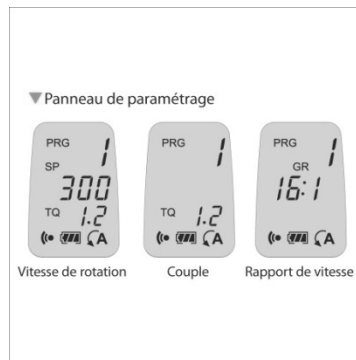 ▼Panneau de paramétrage
PRG 1
SP
300
TQ 1.2
A
PRG 1
TQ 1.2
A
PRG 1
GR
16:1
A
Vitesse de rotation
Couple
Rapport de vitesse